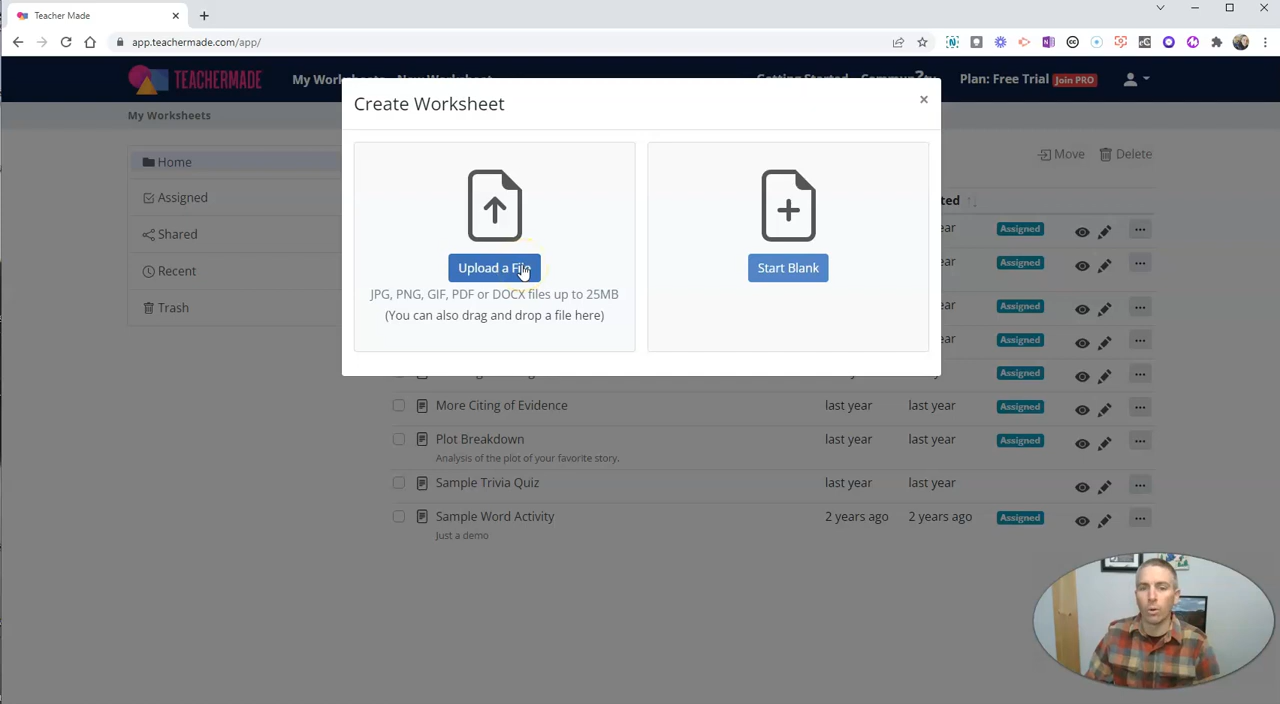 Teacher Made
app.teachermade.com/app/
TEACHERMADE
My Worksheets
New Worksheet
Getting Started
Plan: Free Trial
Join PRO
My Worksheets
Home
Assigned
Shared
Recent
Trash
Move
Delete
Create Worksheet
Upload a File
JPG, PNG, GIF, PDF or DOCX files up to 25MB
(You can also drag and drop a file here)
Start Blank
Assigned
Assigned
Assigned
Assigned
Assigned
More Citing of Evidence last year last year Assigned
Plot Breakdown last year last year Assigned
Analysis of the plot of your favorite story.
Sample Trivia Quiz last year last year
Sample Word Activity 2 years ago 2 years ago Assigned
Just a demo